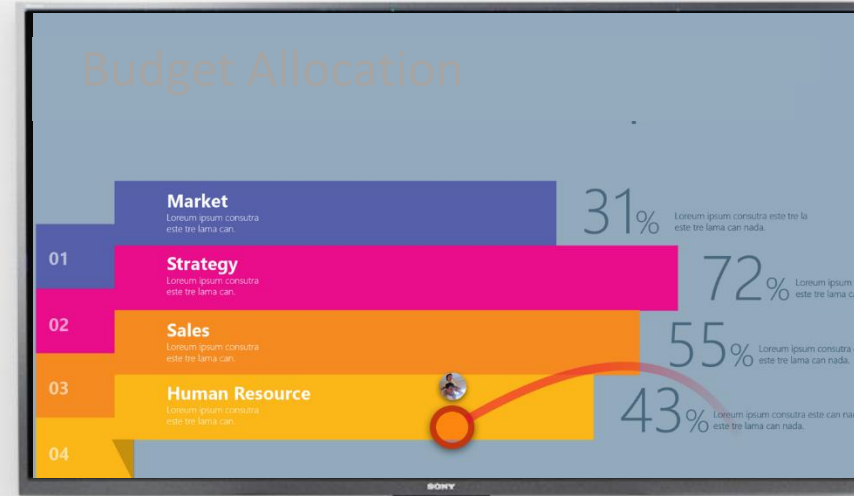 Budget Allocation
01
Market
Loreum ipsum consutra
este tre lama can.
31%
Loreum ipsum consutra este tre la
este tre lama can nada.
02
Strategy
Loreum ipsum consutra
este tre lama can.
72%
Loreum ipsum
este tre lama
03
Sales
Loreum ipsum consutra
este tre lama can.
55%
Loreum ipsum consutra
este tre lama can nada.
04
Human Resource
Loreum ipsum consutra
este tre lama can.
43%
Loreum ipsum consutra este can
este tre lama can nada.
SONY